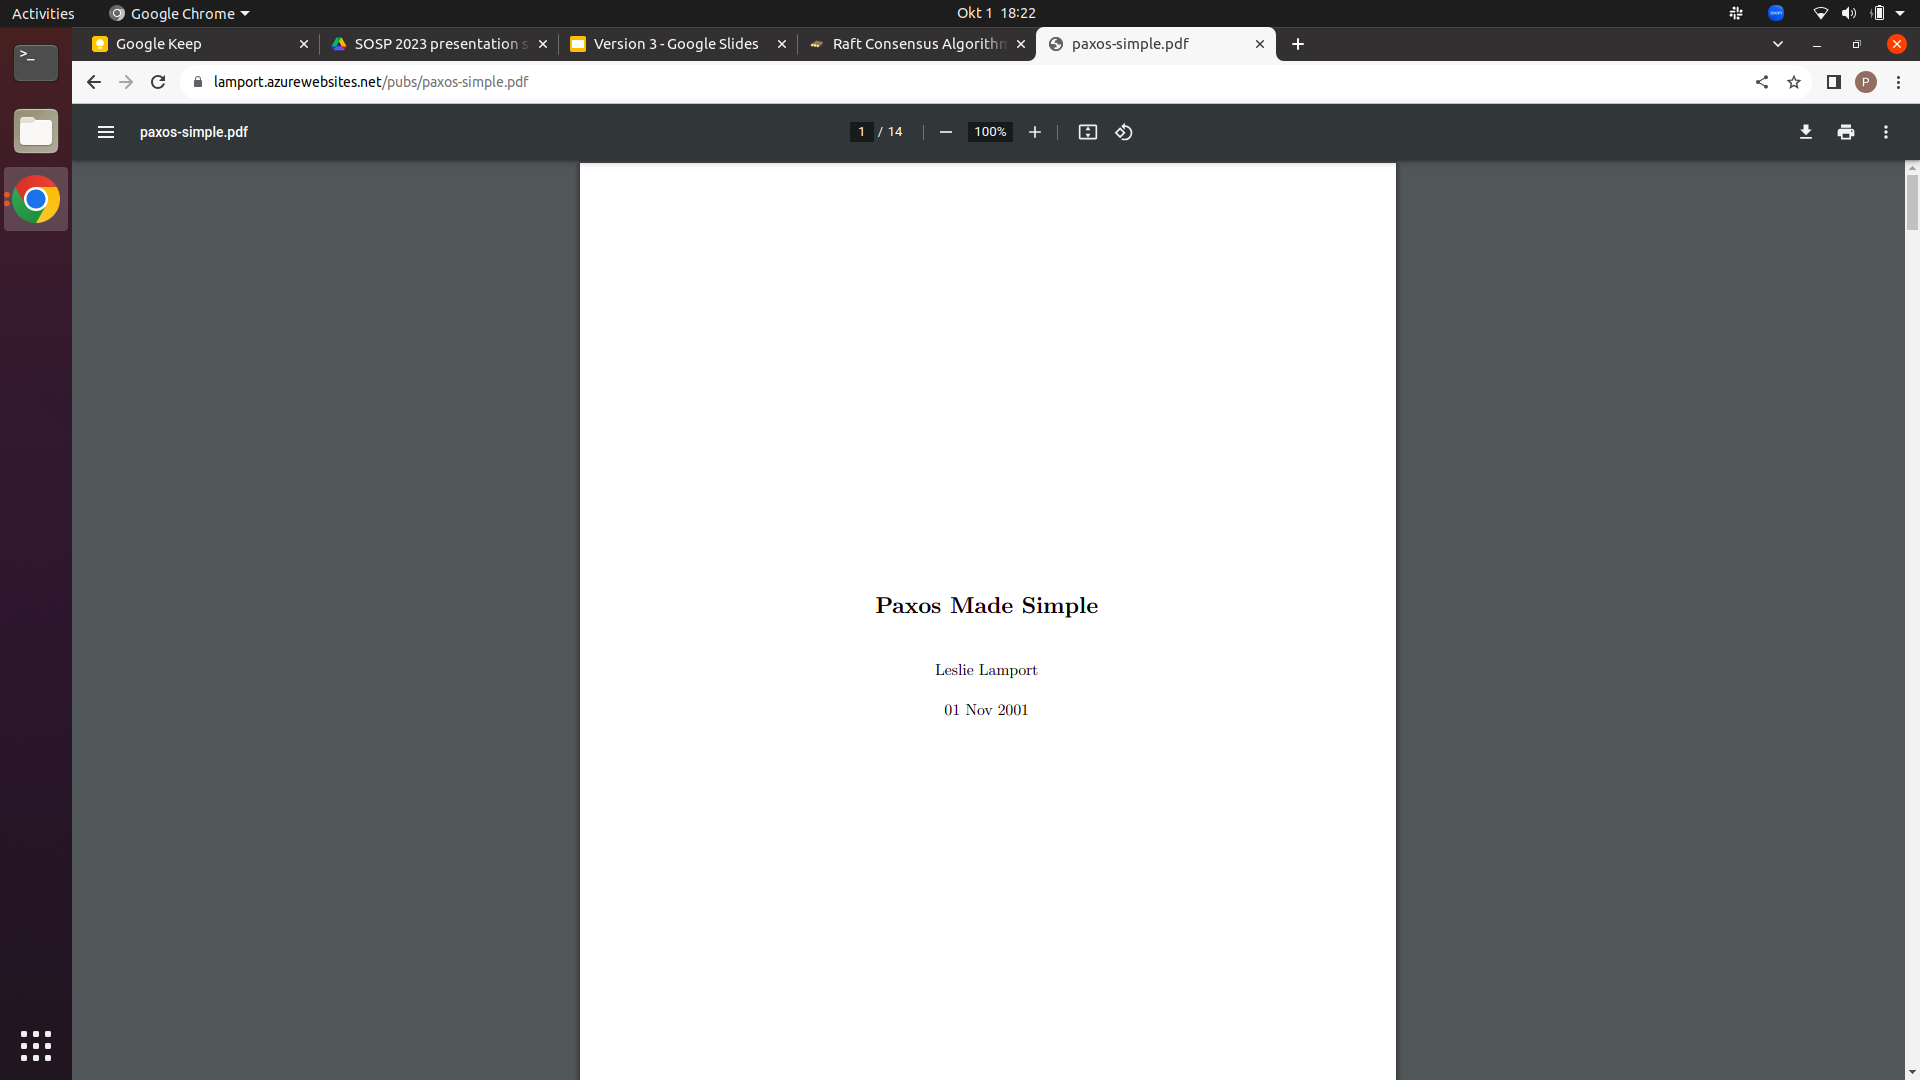 Activities
Google Chrome
Okt 1 18:22
Google Keep
SOSP 2023 presentation s
Version 3 - Google Slides
Raft Consensus Algorithm
paxos-simple.pdf
lamport.azurewebsites.net/pubs/paxos-simple.pdf
P
paxos-simple.pdf
1 / 14
100%
Paxos Made Simple
Leslie Lamport
01 Nov 2001